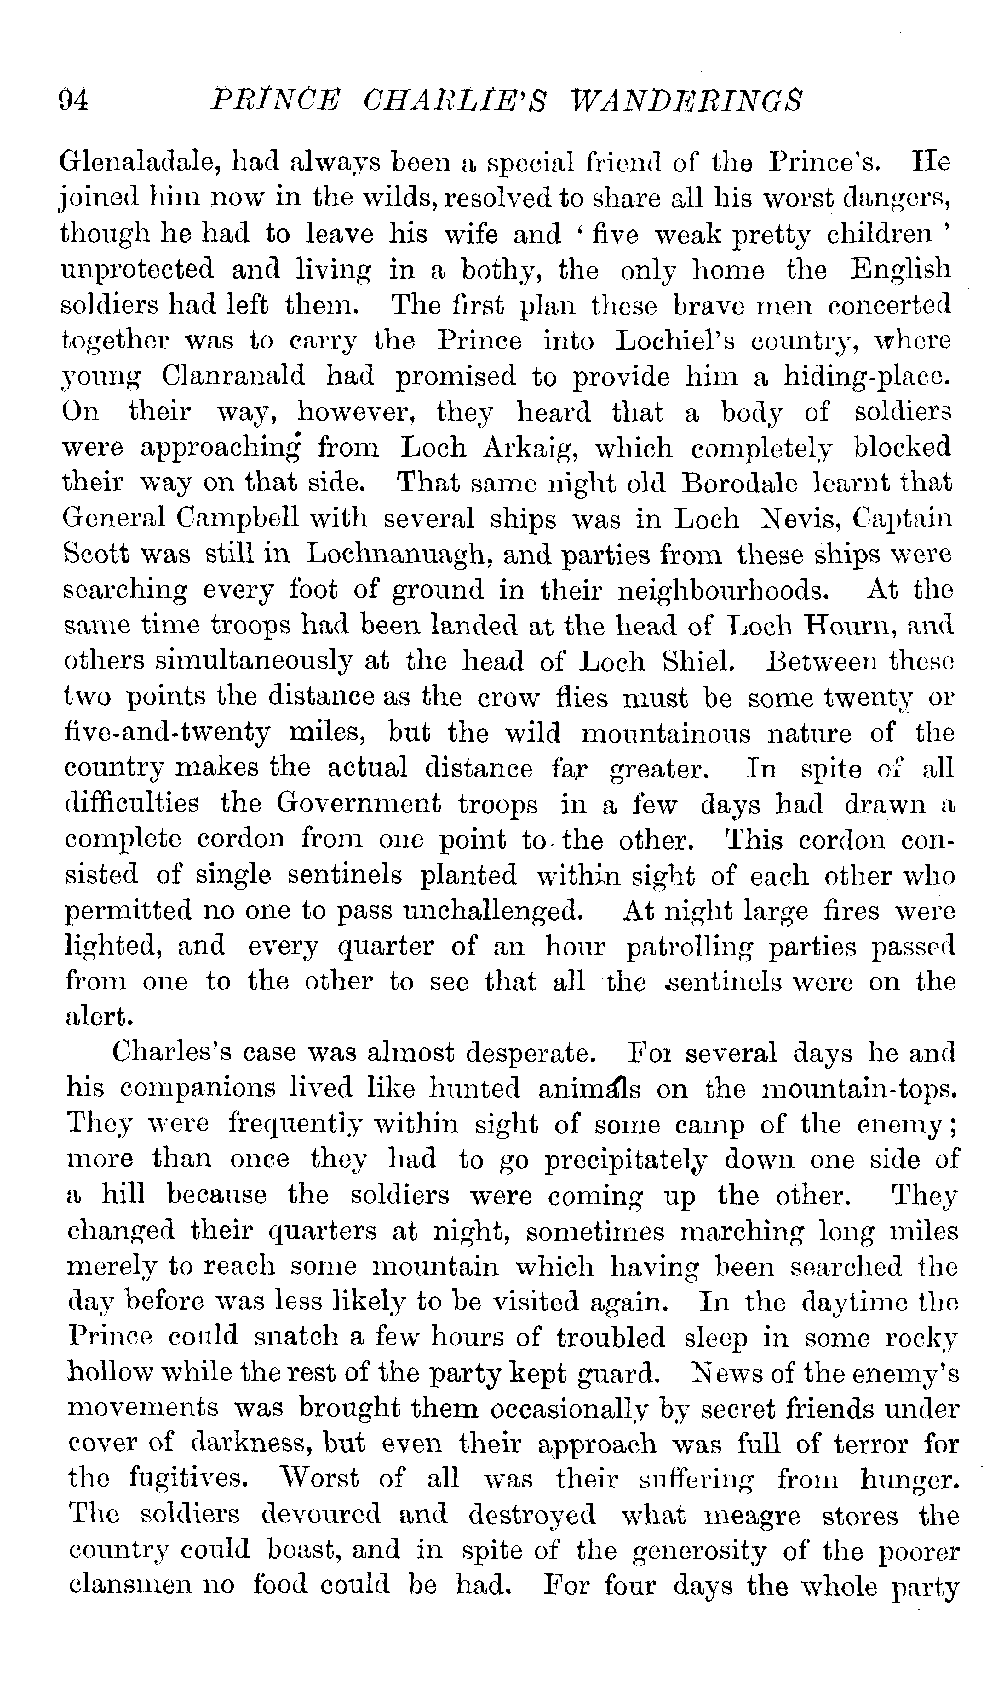 94 PRINCE CHARLIE'S WANDERINGS
Glenaladale, had always been a special friend of the Prince's. He
joined him now in the wilds, resolved to share all his worst dangers,
though he had to leave his wife and ‘ five weak pretty children ’
unprotected and living in a bothy, the only home the English
soldiers had left them. The first plan these brave men concerted
together was to carry the Prince into Lochiel's country, where
young Clanranald had promised to provide him a hiding-place.
On their way, however, they heard that a body of soldiers
were approaching from Loch Arkaig, which completely blocked
their way on that side. That same night old Borodale learnt that
General Campbell with several ships was in Loch Nevis, Captain
Scott was still in Lochnanuagh, and parties from these ships were
searching every foot of ground in their neighbourhoods. At the
same time troops had been landed at the head of Loch Hourn, and
others simultaneously at the head of Loch Shiel. Between these
two points the distance as the crow flies must be some twenty or
five-and-twenty miles, but the wild mountainous nature of the
country makes the actual distance far greater. In spite of all
difficulties the Government troops in a few days had drawn a
complete cordon from one point to the other. This cordon con-
sisted of single sentinels planted within sight of each other who
permitted no one to pass unchallenged. At night large fires were
lighted, and every quarter of an hour patrolling parties passed
from one to the other to see that all the sentinels were on the
alert.
Charles's case was almost desperate. For several days he and
his companions lived like hunted animals on the mountain-tops.
They were frequently within sight of some camp of the enemy;
more than once they had to go precipitately down one side of
a hill because the soldiers were coming up the other. They
changed their quarters at night, sometimes marching long miles
merely to reach some mountain which having been searched the
day before was less likely to be visited again. In the daytime the
Prince could snatch a few hours of troubled sleep in some rocky
hollow while the rest of the party kept guard. News of the enemy's
movements was brought them occasionally by secret friends under
cover of darkness, but even their approach was full of terror for
the fugitives. Worst of all was their suffering from hunger.
The soldiers devoured and destroyed what meagre stores the
country could boast, and in spite of the generosity of the poorer
clansmen no food could be had. For four days the whole party